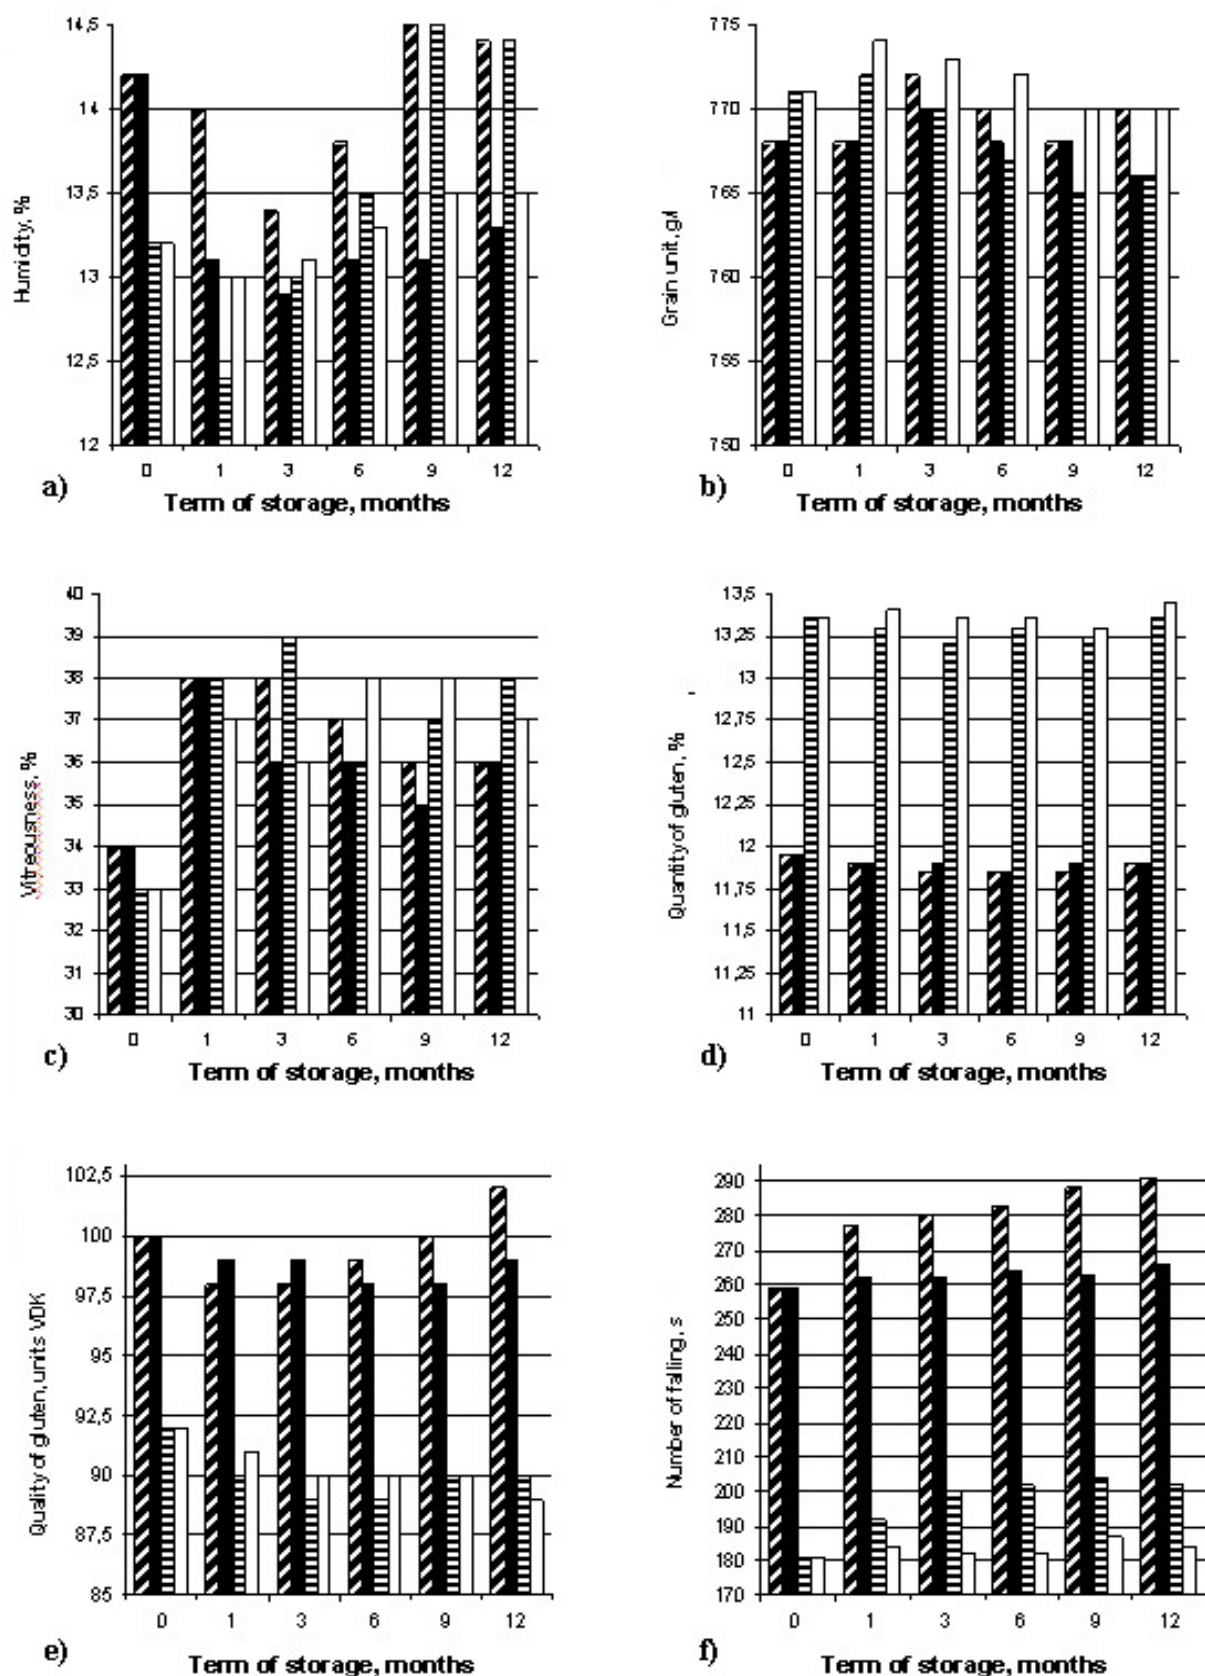 14,5
14
13,5
13
12,5
12
Humidity, %
0 1 3 6 9 12
a)
Term of storage, months
775
770
765
760
755
750
Grain unit, g/l
0 1 3 6 9 12
b)
Term of storage, months
40
39
38
37
36
35
34
33
32
31
30
Vitreousness, %
0 1 3 6 9 12
c)
Term of storage, months
13,5
13,25
13
12,75
12,5
12,25
12
11,75
11,5
11,25
11
Quantity of gluten, %
0 1 3 6 9 12
d)
Term of storage, months
102,5
100
97,5
95
92,5
90
87,5
85
Quality of gluten, units VDK
0 1 3 6 9 12
e)
Term of storage, months
290
280
270
260
250
240
230
220
210
200
190
180
170
Number of falling, s
0 1 3 6 9 12
f)
Term of storage, months